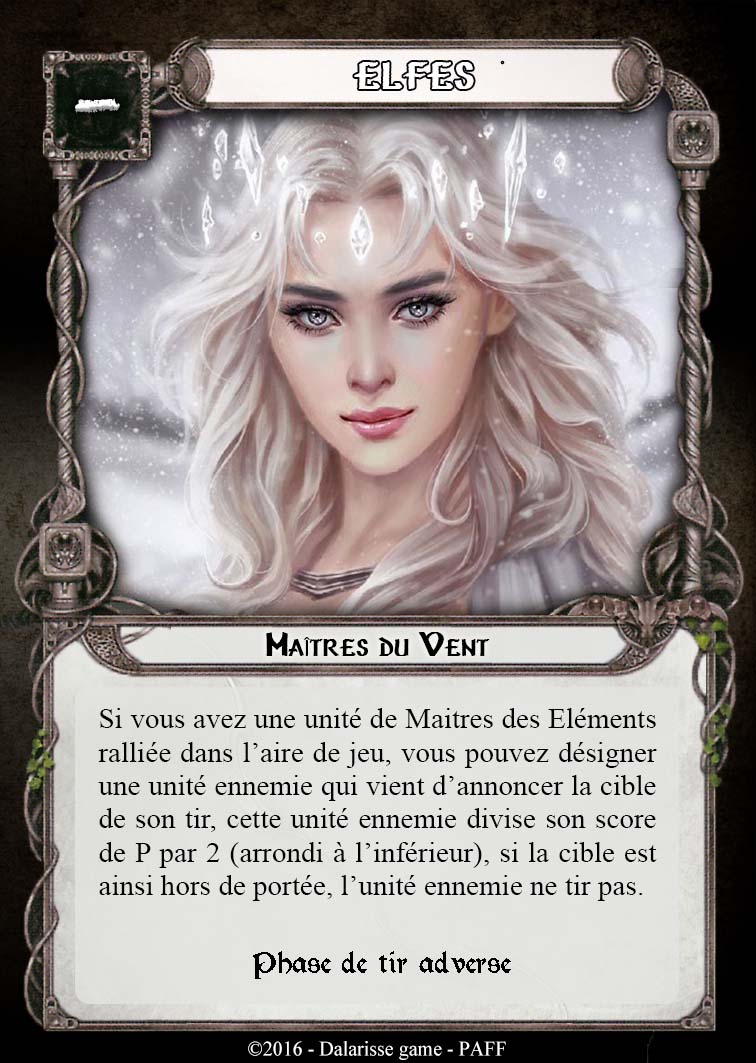 ELFES
MAÎTRES DU VENT
Si vous avez une unité de Maitres des Eléments
ralliée dans l’aire de jeu, vous pouvez désigner
une unité ennemie qui vient d’annoncer la cible
de son tir, cette unité ennemie divise son score
de P par 2 (arrondi à l’inférieur), si la cible est
ainsi hors de portée, l’unité ennemie ne tir pas.
Phase de tir adverse
©2016 - Dalarisse game - PAFF